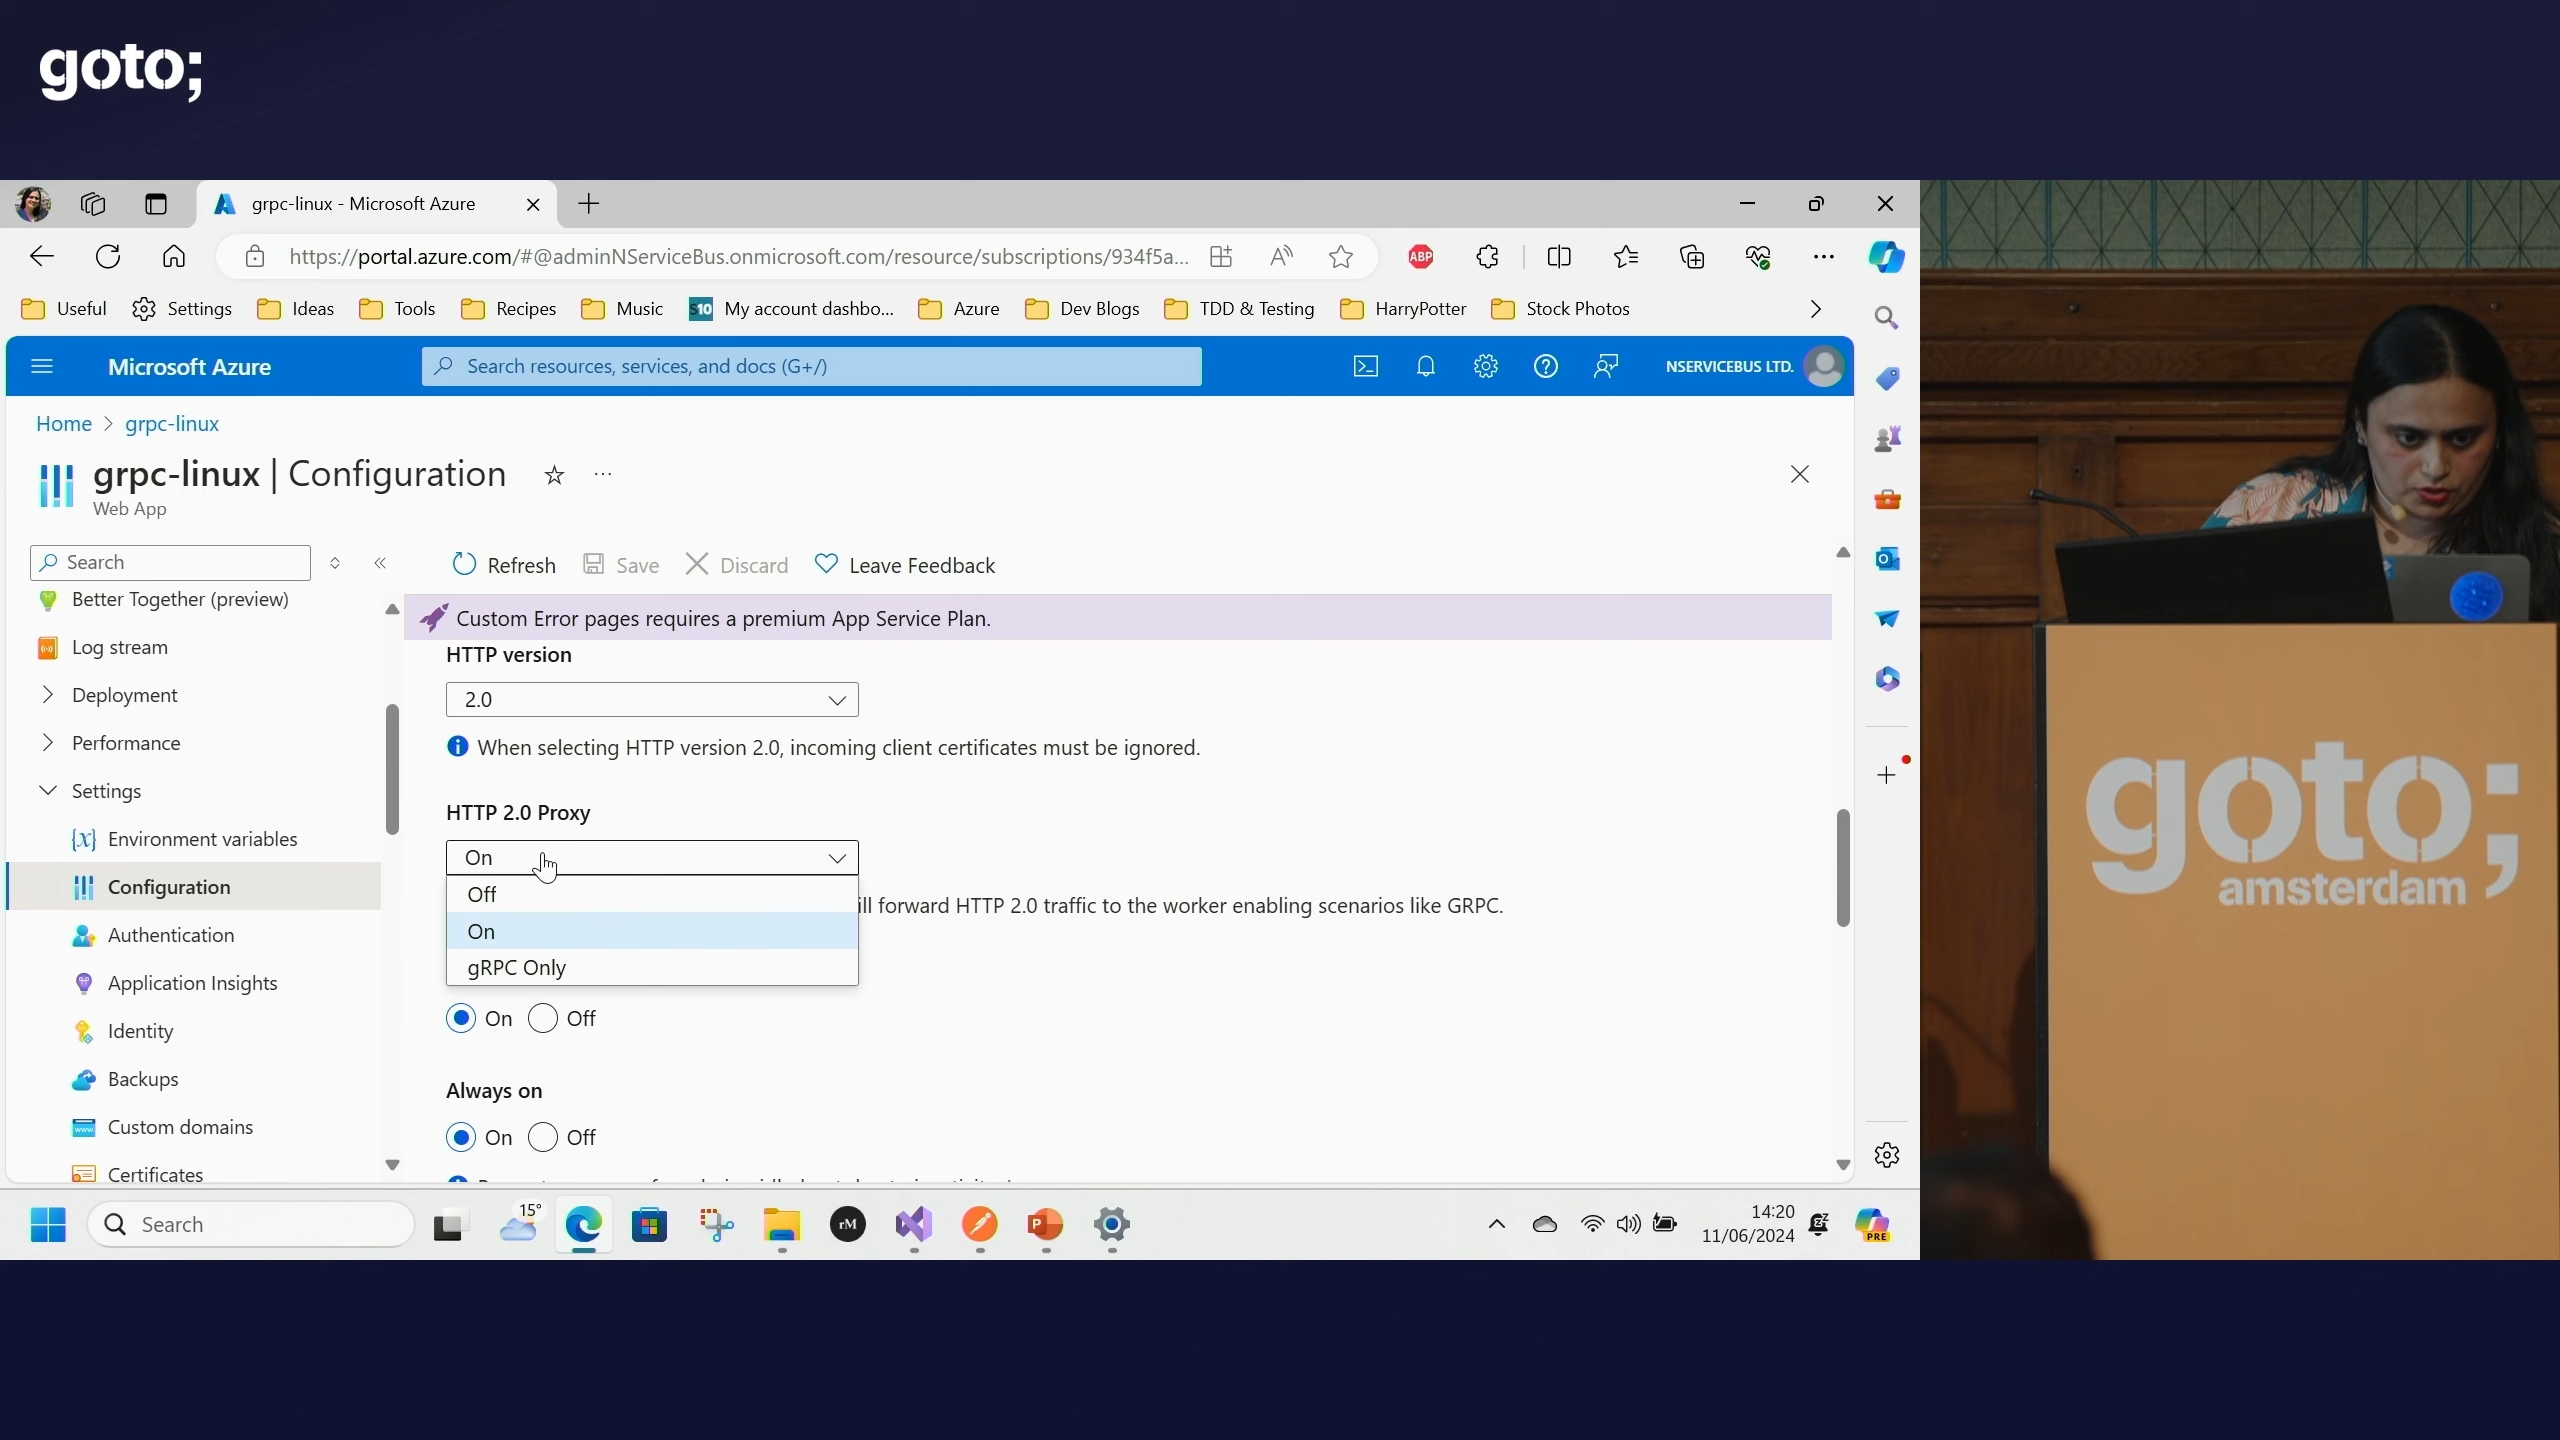 goto;
grpc-linux - Microsoft Azure
https://portal.azure.com/#@adminNServiceBus.onmicrosoft.com/resource/subscriptions/934f5a...
ABP
Useful
Settings
Ideas
Tools
Recipes
Music
S10 My account dashbo...
Azure
Dev Blogs
TDD & Testing
HarryPotter
Stock Photos
Microsoft Azure
Search resources, services, and docs (G+/)
NSERVICEBUS LTD.
Home > grpc-linux
grpc-linux | Configuration
Web App
Search
Refresh
Save
Discard
Leave Feedback
Better Together (preview)
Log stream
Deployment
Performance
Settings
Environment variables
Configuration
Authentication
Application Insights
Identity
Backups
Custom domains
Certificates
Custom Error pages requires a premium App Service Plan.
HTTP version
2.0
When selecting HTTP version 2.0, incoming client certificates must be ignored.
HTTP 2.0 Proxy
On
Off
On
gRPC Only
ill forward HTTP 2.0 traffic to the worker enabling scenarios like GRPC.
On Off
Always on
On Off
Search
15°
rM
P
14:20
11/06/2024
PRE
goto;
amsterdam